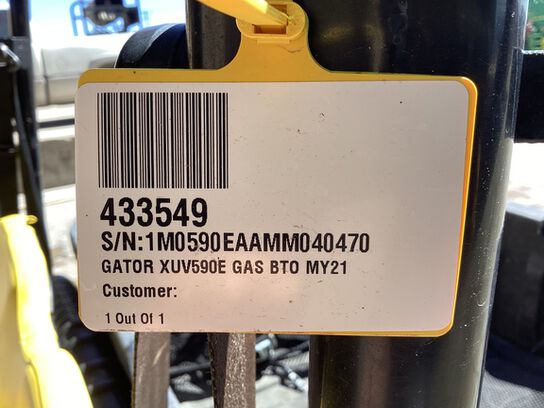 433549
S/N:1M0590EAAMM040470
GATOR XUV590E GAS BTO MY21
Customer:
1 Out Of 1